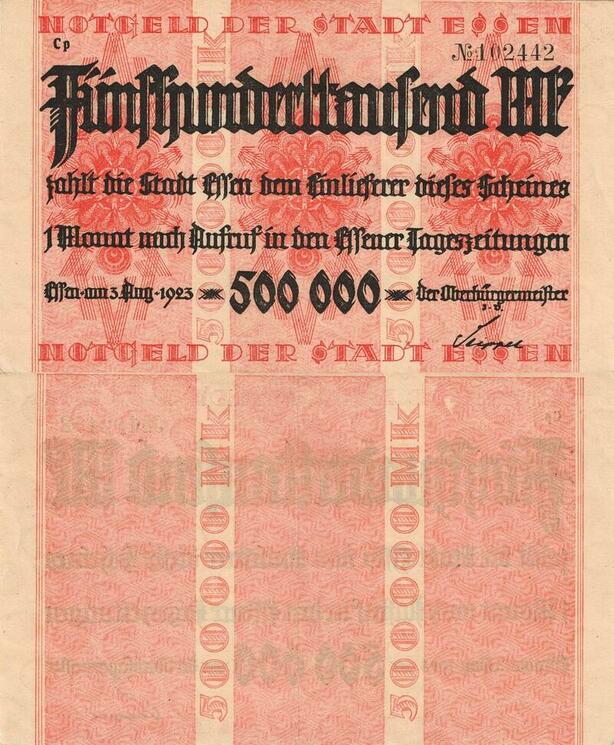 NOTGELD DER STADT ESSEN
Cp
№102442
Fünfhunderttausend MK
zahlt die Stadt Essen dem Einlieferer dieses Scheines
1 Monat nach Aufruf in den Essener Tageszeitungen
Essen·am 3 Aug·1923 500 000 der Oberbürgermeister
NOTGELD DER STADT ESSEN
500 000 MK
500 000 MK